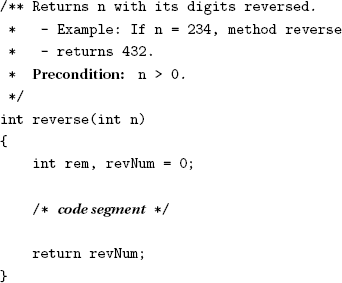 /** Returns n with its digits reversed.
* - Example: If n = 234, method reverse
* - returns 432.
* Precondition: n > 0.
*/
int reverse(int n)
{
int rem, revNum = 0;
/* code segment */
return revNum;
}